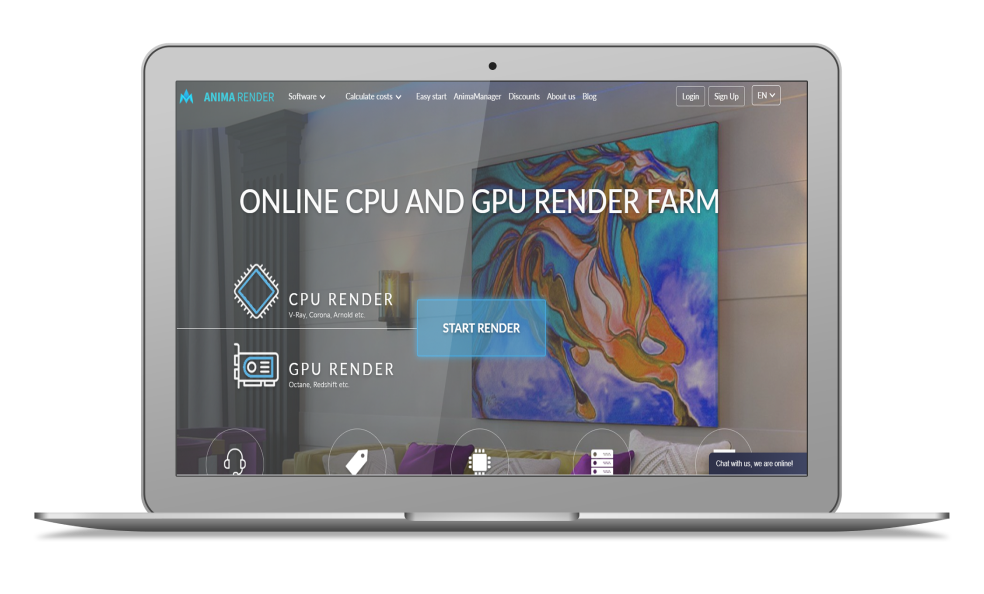 ANIMA RENDER Software Calculate costs Easy start AnimaManager Discounts About us Blog Login Sign Up EN
ONLINE CPU AND GPU RENDER FARM
CPU RENDER
V-Ray, Corona, Arnold etc.
START RENDER
GPU RENDER
Octane, Redshift etc.
Chat with us, we are online!